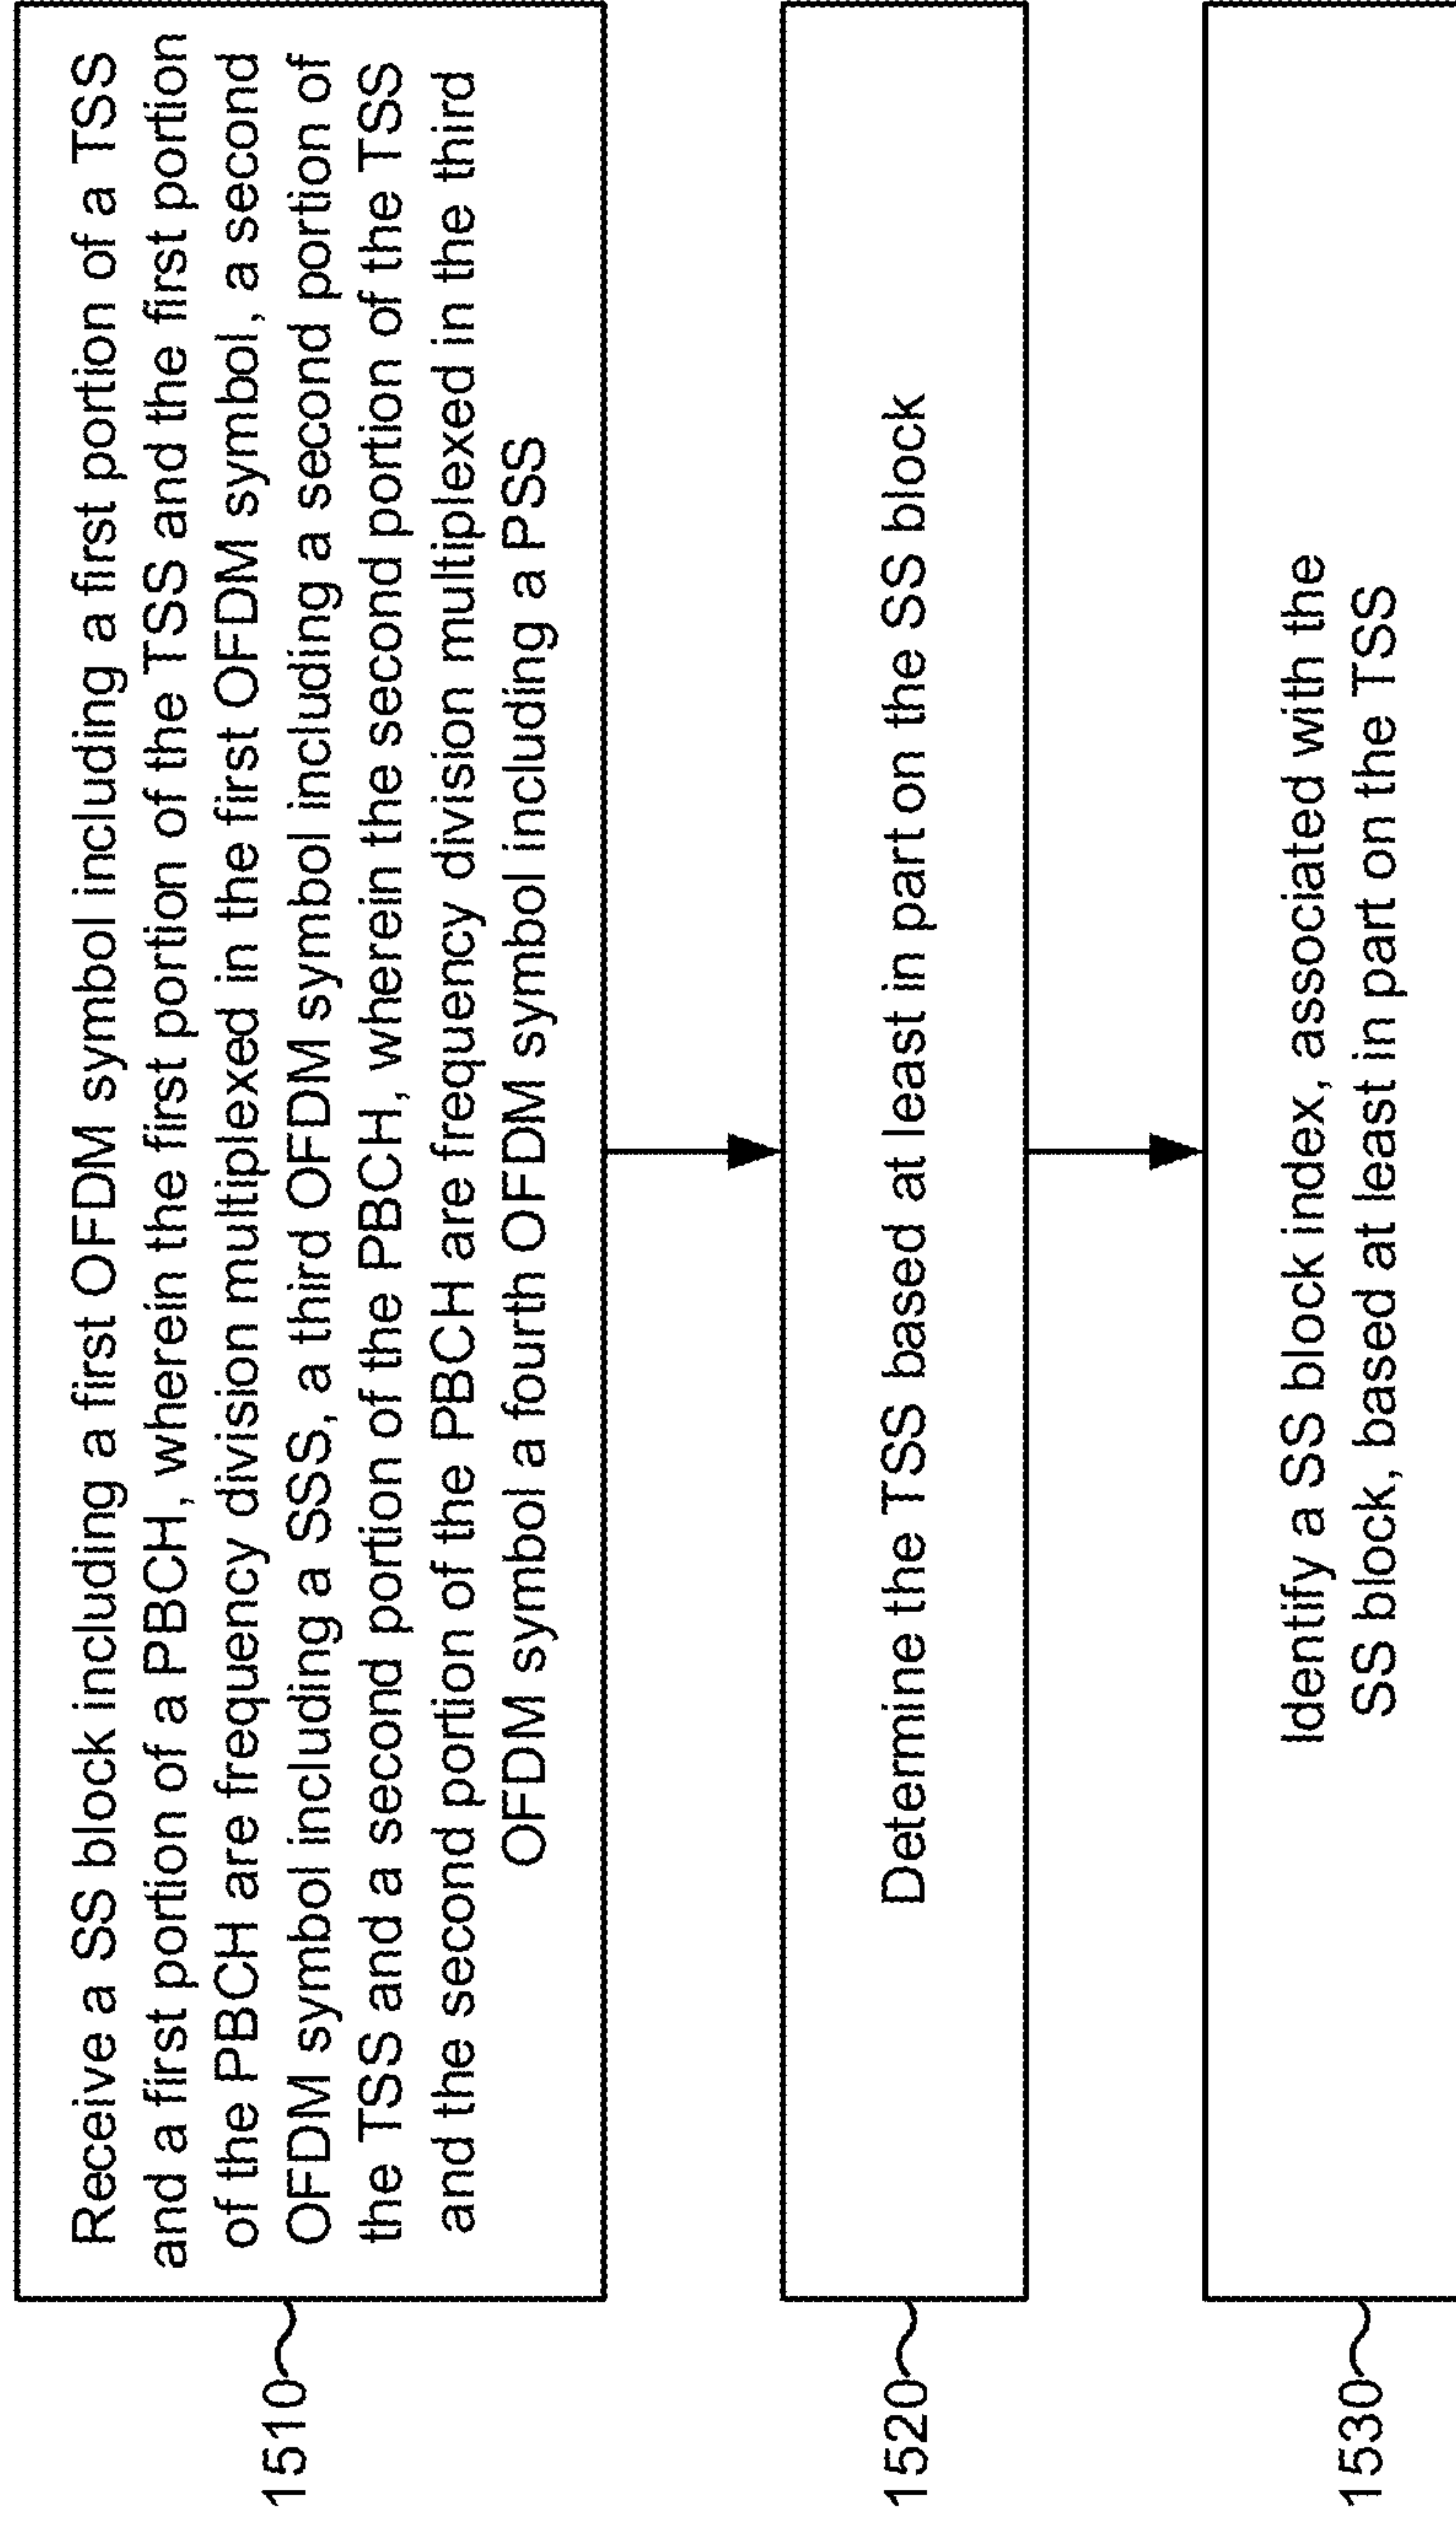 1510
Receive a SS block including a first OFDM symbol including a first portion of a TSS
and a first portion of a PBCH, wherein the first portion of the TSS and the first portion
of the PBCH are frequency division multiplexed in the first OFDM symbol, a second
OFDM symbol including a SSS, a third OFDM symbol including a second portion of
the TSS and a second portion of the PBCH, wherein the second portion of the TSS
and the second portion of the PBCH are frequency division multiplexed in the third
OFDM symbol a fourth OFDM symbol including a PSS
1520
Determine the TSS based at least in part on the SS block
1530
Identify a SS block index, associated with the
SS block, based at least in part on the TSS